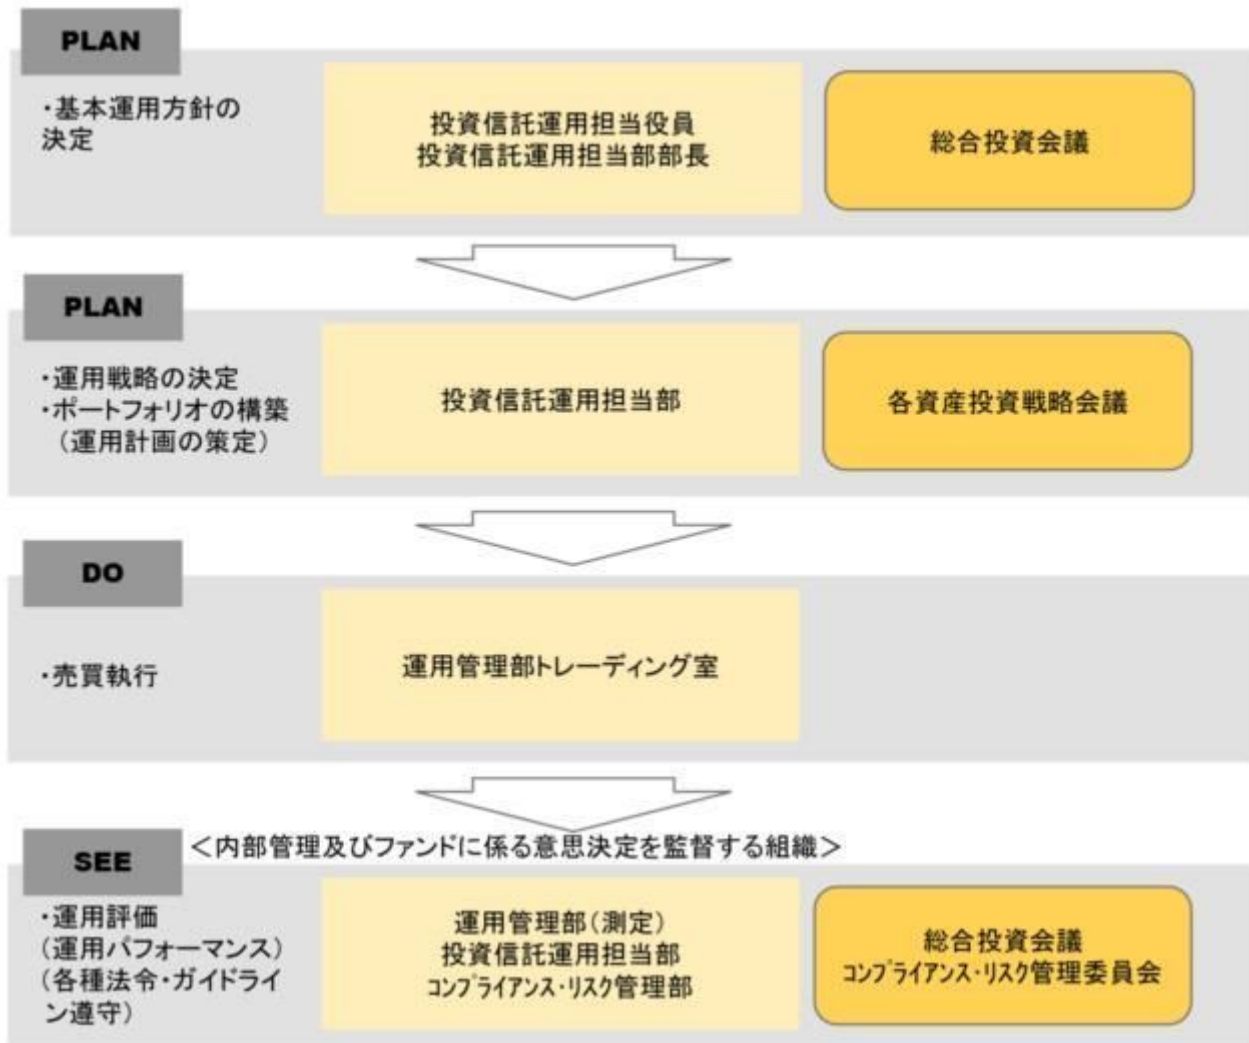 PLAN
・基本運用方針の
決定
投資信託運用担当役員
投資信託運用担当部部長
総合投資会議
PLAN
・運用戦略の決定
・ポートフォリオの構築
（運用計画の策定）
投資信託運用担当部
各資産投資戦略会議
DO
・売買執行
運用管理部トレーディング室
SEE
＜内部管理及びファンドに係る意思決定を監督する組織＞
・運用評価
（運用パフォーマンス）
（各種法令・ガイドライ
ン遵守）
運用管理部（測定）
投資信託運用担当部
ｺﾝﾌﾟﾗｲｱﾝｽ・ﾘｽｸ管理部
総合投資会議
ｺﾝﾌﾟﾗｲｱﾝｽ・ﾘｽｸ管理委員会